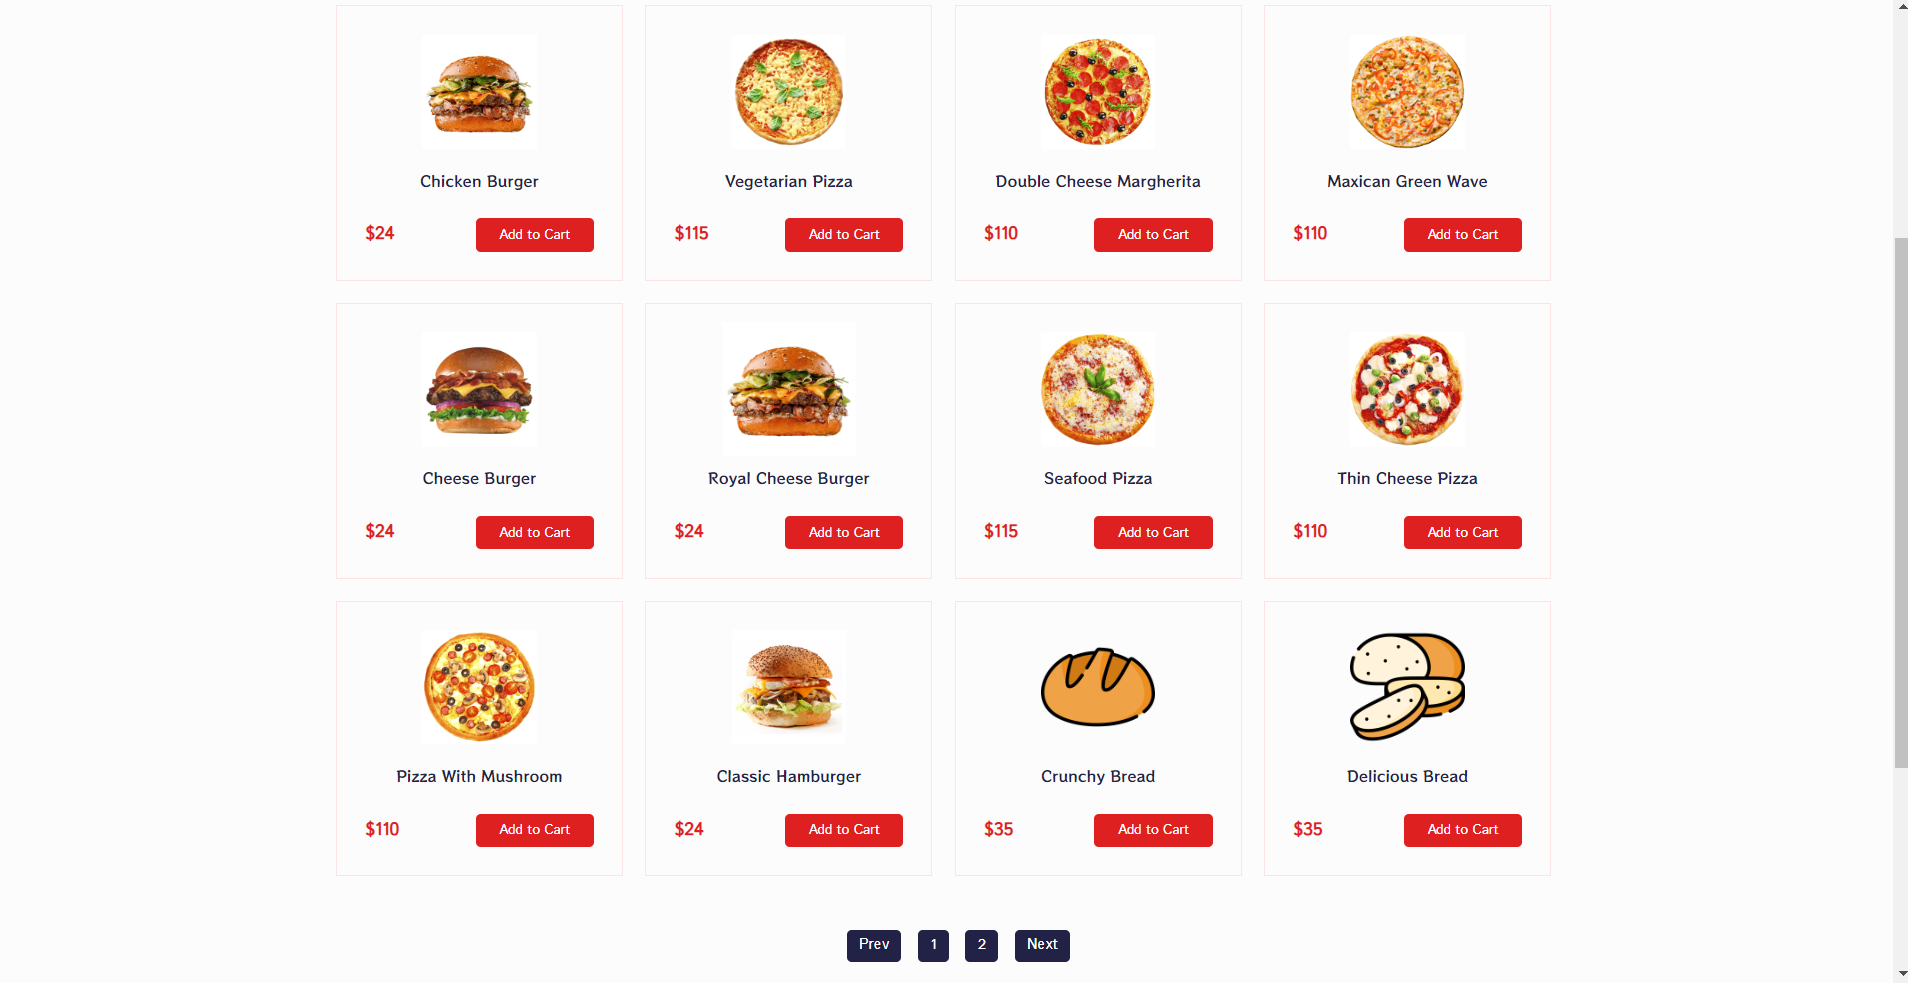 Chicken Burger
Vegetarian Pizza
Double Cheese Margherita
Maxican Green Wave
$24 Add to Cart
$115 Add to Cart
$110 Add to Cart
$110 Add to Cart
Cheese Burger
Royal Cheese Burger
Seafood Pizza
Thin Cheese Pizza
$24 Add to Cart
$24 Add to Cart
$115 Add to Cart
$110 Add to Cart
Pizza With Mushroom
Classic Hamburger
Crunchy Bread
Delicious Bread
$110 Add to Cart
$24 Add to Cart
$35 Add to Cart
$35 Add to Cart
Prev 1 2 Next